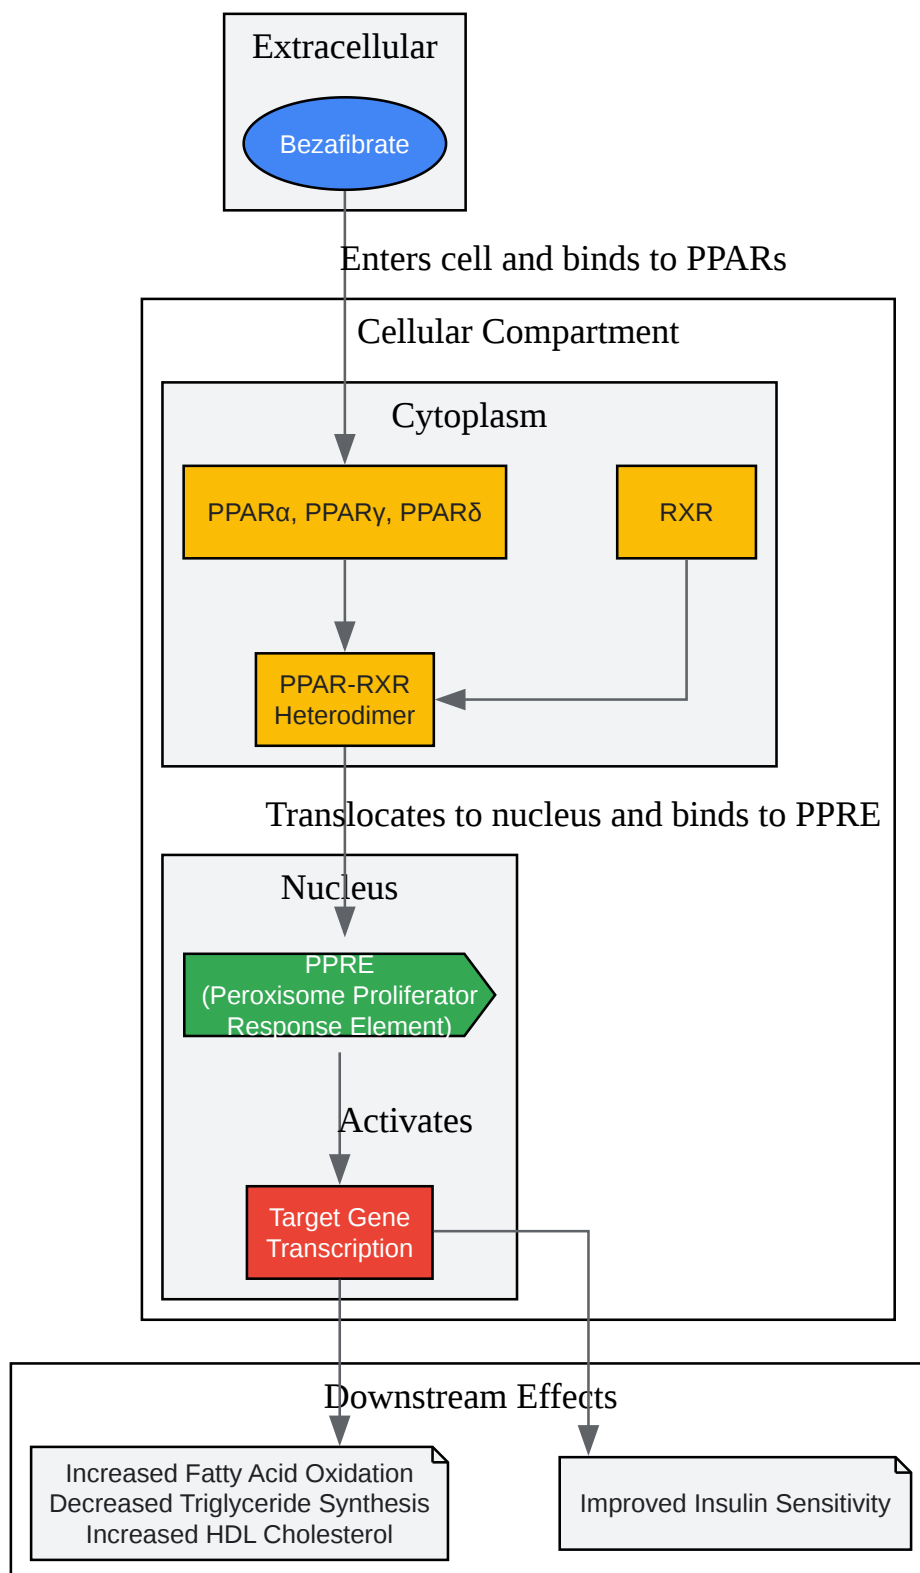 Extracellular
Bezafibrate
Enters cell and binds to PPARs
Cellular Compartment
Cytoplasm
PPARα, PPARγ, PPARδ
RXR
PPAR-RXR
Heterodimer
Translocates to nucleus and binds to PPRE
Nucleus
PPRE
(Peroxisome Proliferator
Response Element)
Activates
Target Gene
Transcription
Downstream Effects
Increased Fatty Acid Oxidation
Decreased Triglyceride Synthesis
Increased HDL Cholesterol
Improved Insulin Sensitivity